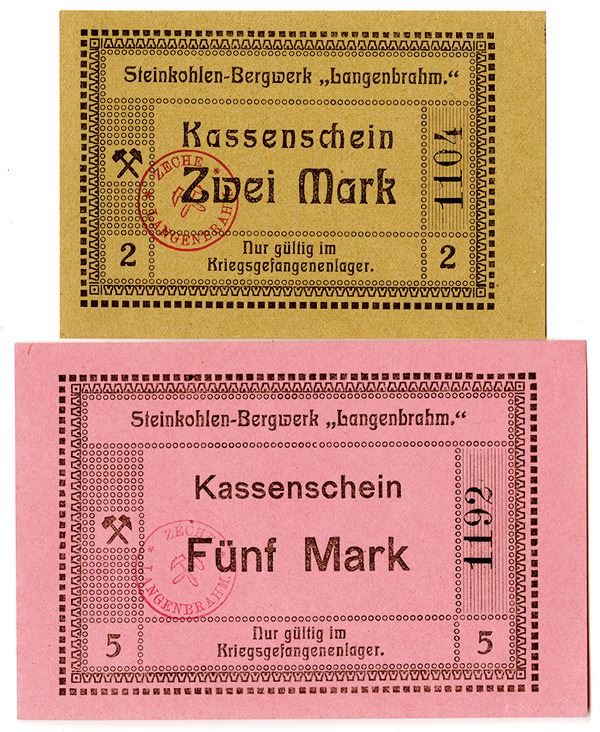 Steinkohlen-Bergwerk „Langenbrahm.“
Kassenschein
Zwei Mark
1104
* ZECHE *
LANGENBRAHM
2
Nur gültig im
Kriegsgefangenenlager.
2
Steinkohlen-Bergwerk „Langenbrahm.“
Kassenschein
Fünf Mark
1192
* ZECHE
LANGENBRAHM.
5
Nur gültig im
Kriegsgefangenenlager.
5